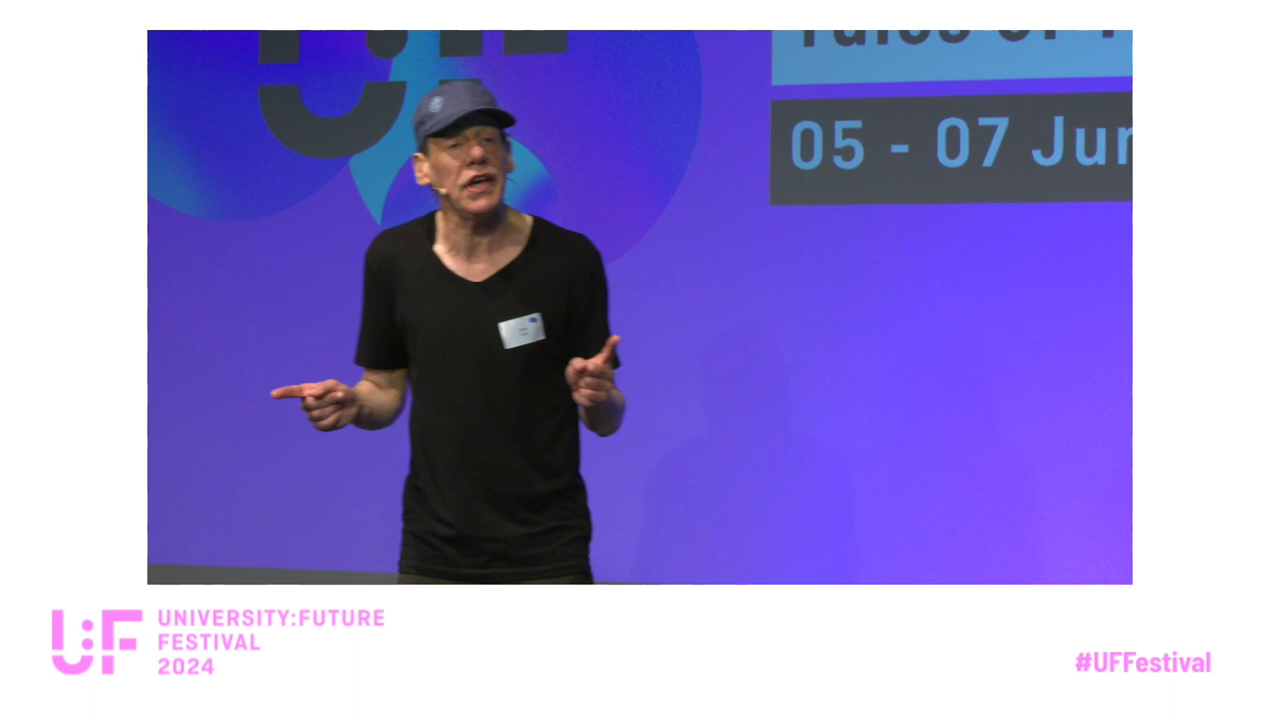 U:F
05 - 07 Jun
U:F
UNIVERSITY:FUTURE
FESTIVAL
2024
#UFFestival